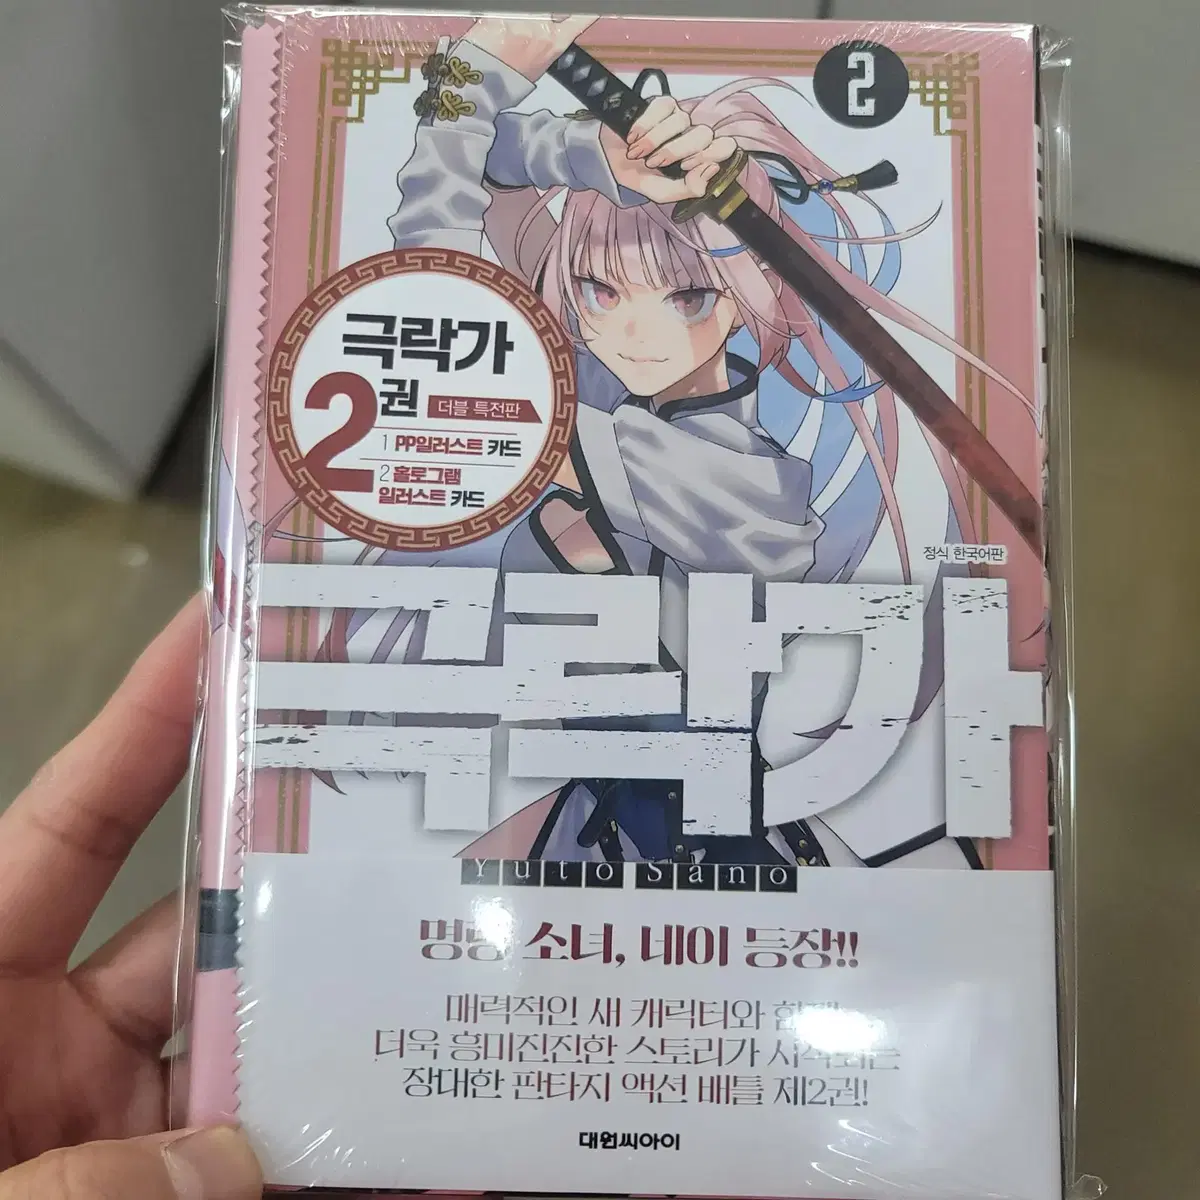 2
극락가
2권 더블 특전판
1 PP일러스트 카드
2 홀로그램
일러스트 카드
정식 한국어판
극락가
Yuto Sano
명랑 소녀, 네이 등장!!
매력적인 새 캐릭터와
더욱 흥미진진한 스토리가 시작되는
장대한 판타지 액션 배틀 제2권!
대원씨아이